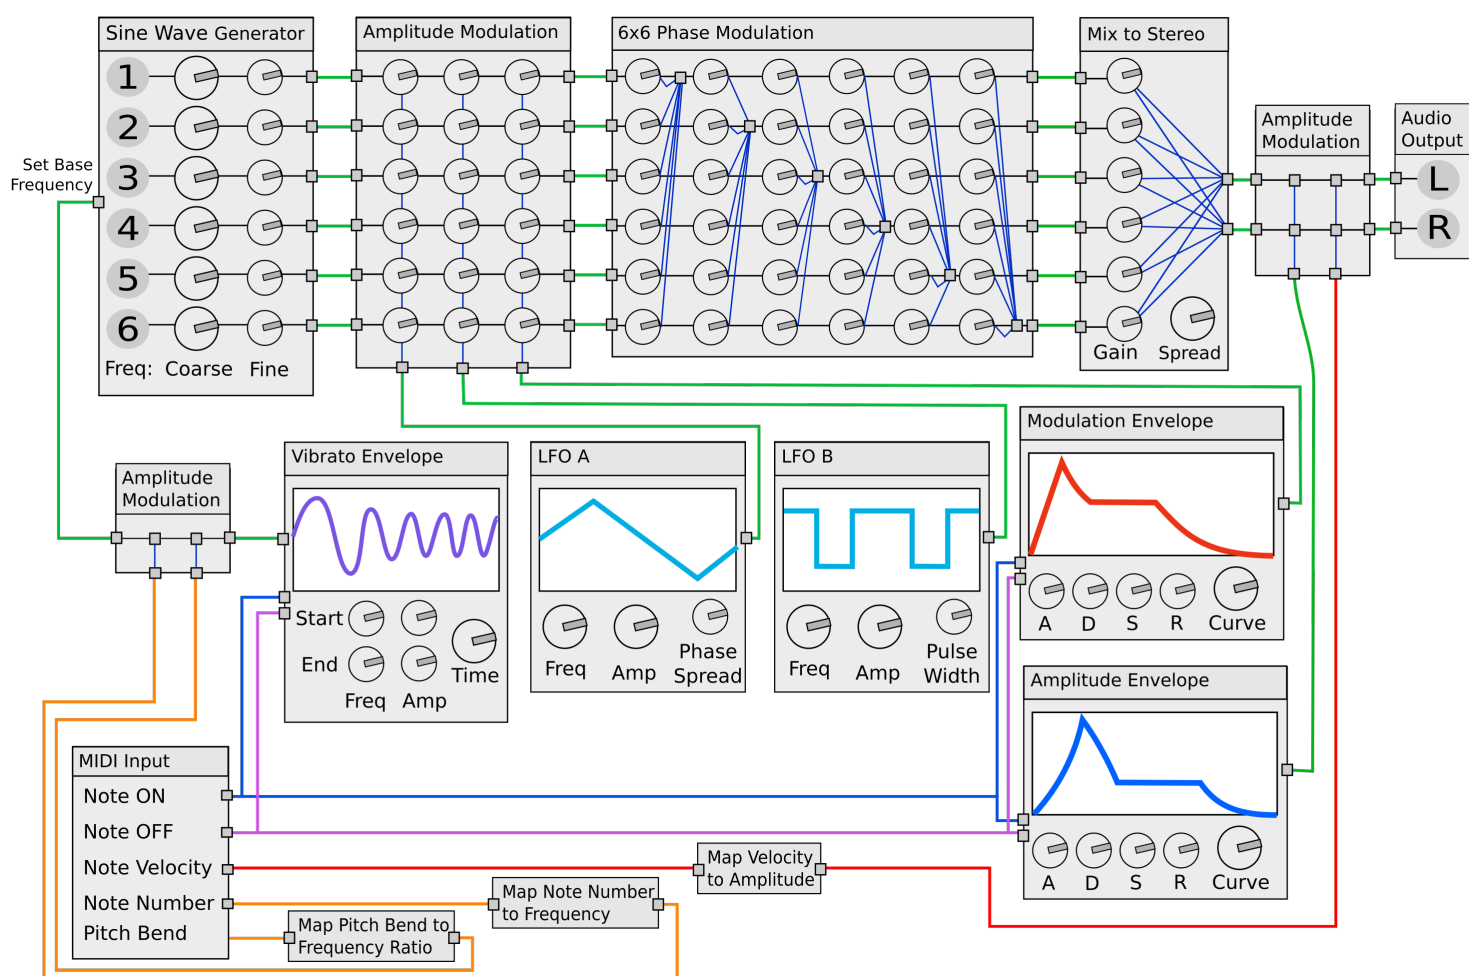 Sine Wave Generator
1
2
3
4
5
6
Freq: Coarse Fine
Set Base
Frequency
Amplitude Modulation
6x6 Phase Modulation
Mix to Stereo
Gain Spread
Amplitude
Modulation
Audio
Output
L
R
Amplitude
Modulation
Vibrato Envelope
Start
End
Freq Amp
Time
LFO A
Freq Amp
Phase
Spread
LFO B
Freq Amp
Pulse
Width
Modulation Envelope
A D S R Curve
Amplitude Envelope
A D S R Curve
MIDI Input
Note ON
Note OFF
Note Velocity
Note Number
Pitch Bend
Map Velocity
to Amplitude
Map Note Number
to Frequency
Map Pitch Bend to
Frequency Ratio